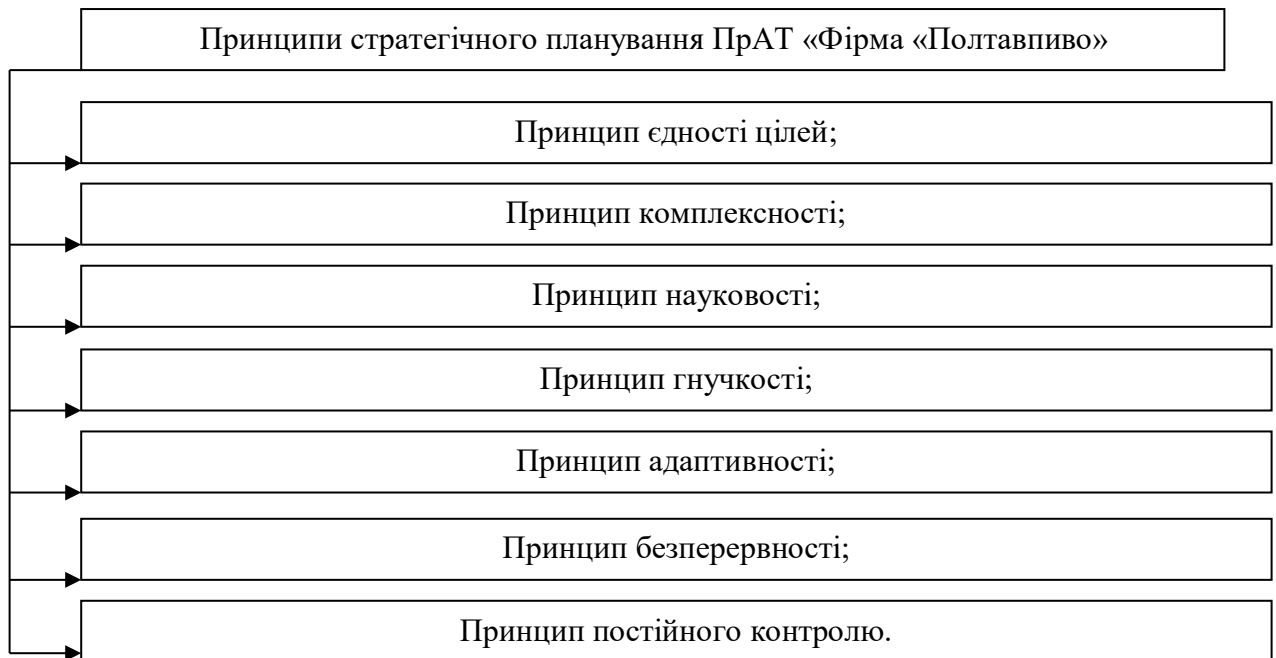 Принципи стратегічного планування ПрАТ «Фірма «Полтавпиво»
Принцип єдності цілей;
Принцип комплексності;
Принцип науковості;
Принцип гнучкості;
Принцип адаптивності;
Принцип безперервності;
Принцип постійного контролю.